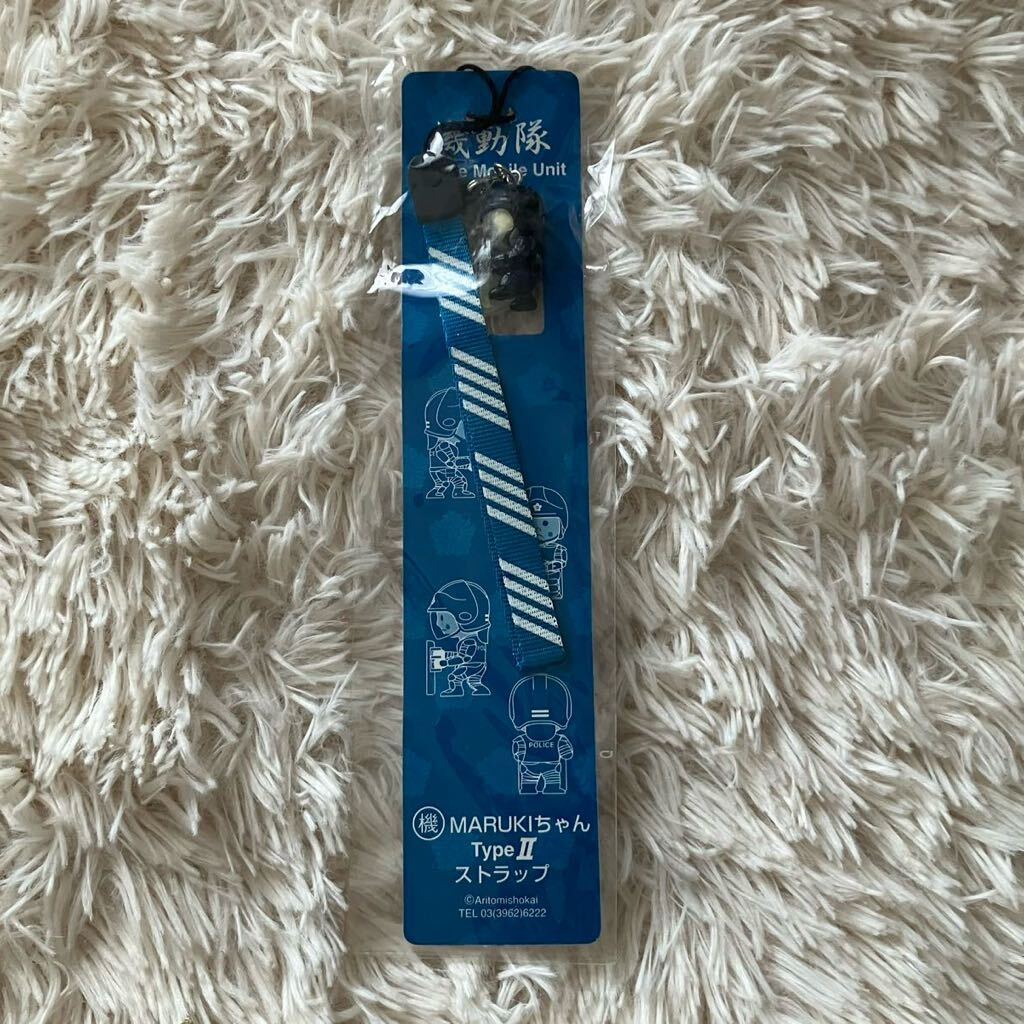 機動隊
Mobile Unit
POLICE
機 MARUKIちゃん
Type II
ストラップ
©Aritomishokai
TEL 03(3962)6222